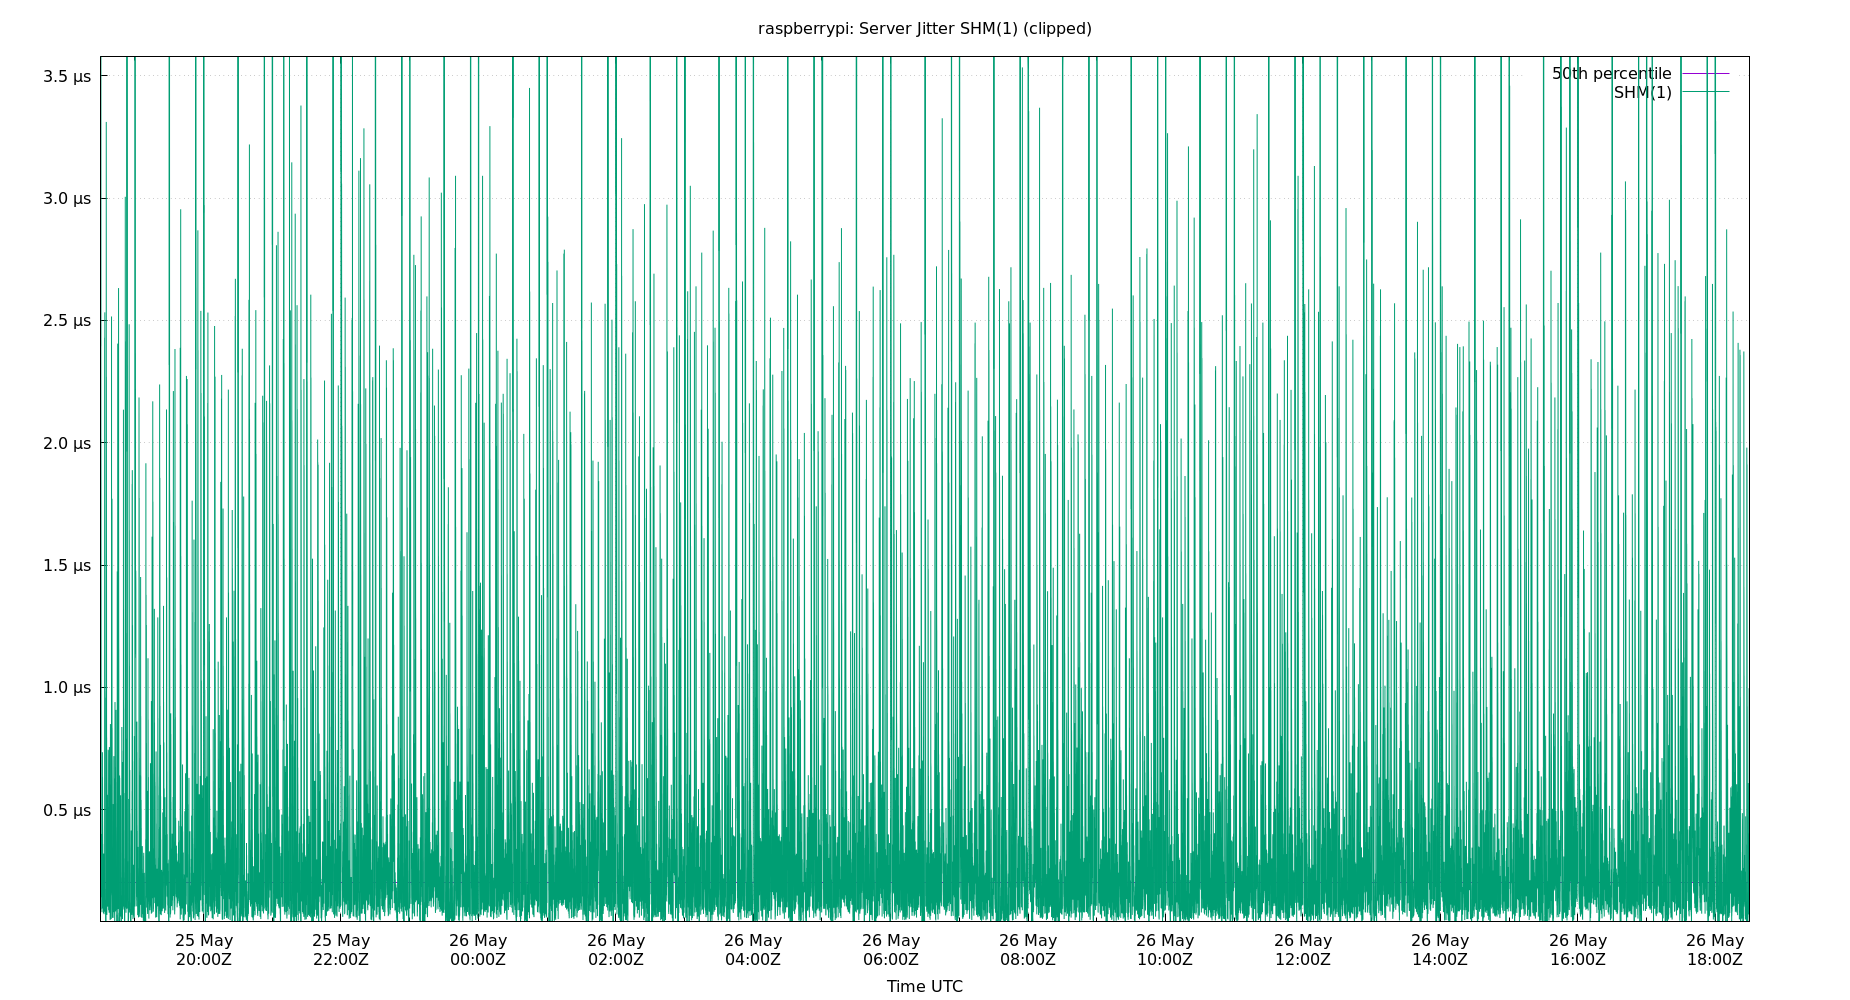 raspberrypi: Server Jitter SHM(1) (clipped)
50th percentile
SHM(1)
3.5 µs
3.0 µs
2.5 µs
2.0 µs
1.5 µs
1.0 µs
0.5 µs
25 May 25 May 26 May 26 May 26 May 26 May 26 May 26 May 26 May 26 May 26 May 26 May
20:00Z 22:00Z 00:00Z 02:00Z 04:00Z 06:00Z 08:00Z 10:00Z 12:00Z 14:00Z 16:00Z 18:00Z
Time UTC